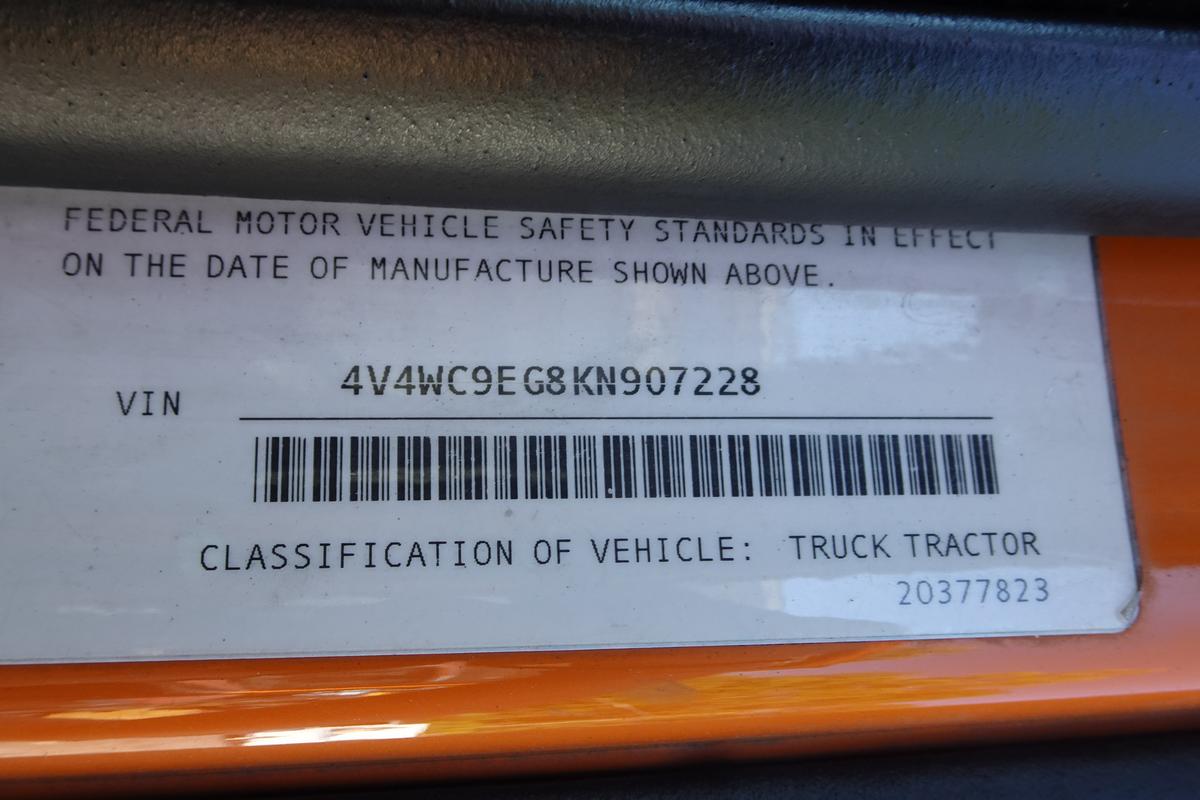 FEDERAL MOTOR VEHICLE SAFETY STANDARDS IN EFFECT
ON THE DATE OF MANUFACTURE SHOWN ABOVE.
VIN 4V4WC9EG8KN907228
CLASSIFICATION OF VEHICLE: TRUCK TRACTOR
20377823